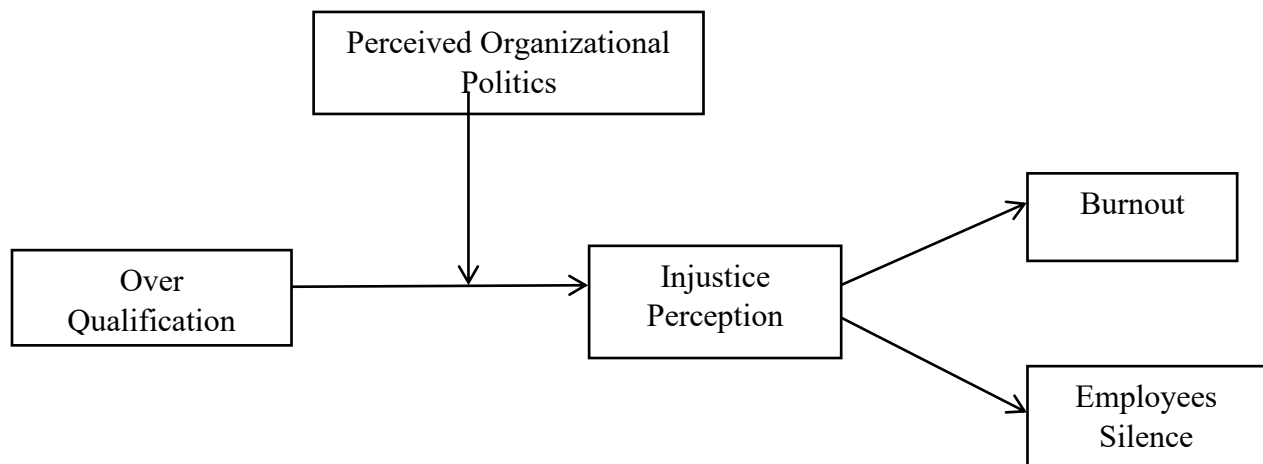 Perceived Organizational
Politics
Burnout
Over
Qualification
Injustice
Perception
Employees
Silence